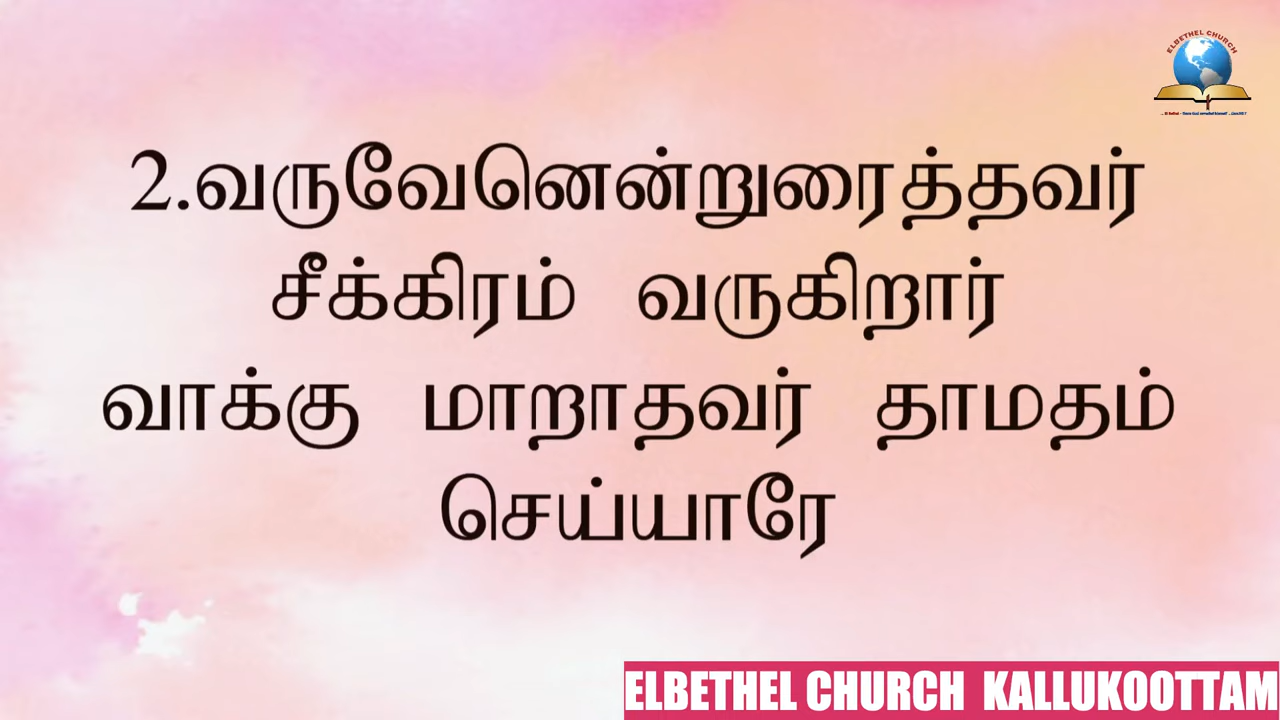 ELBETHEL CHURCH
2.வருவேனென்றுரைத்தவர்
சீக்கிரம் வருகிறார்
வாக்கு மாறாதவர் தாமதம்
செய்யாரே
ELBETHEL CHURCH KALLUKOOTTAM